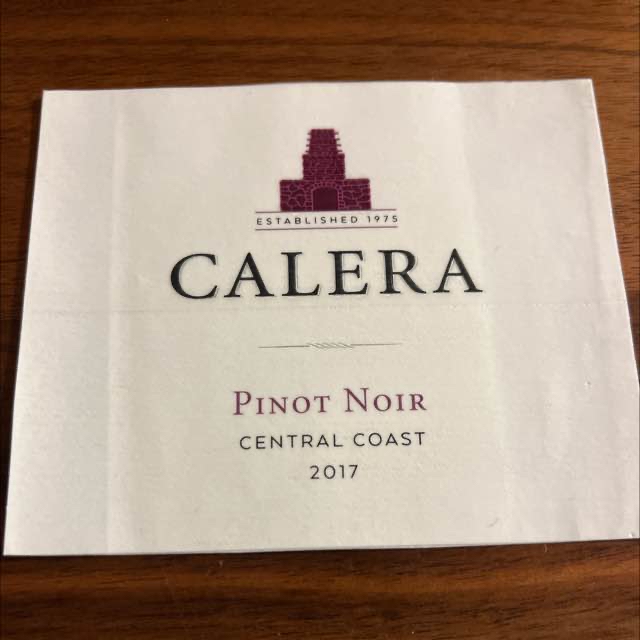 ESTABLISHED 1975
CALERA
PINOT NOIR
CENTRAL COAST
2017